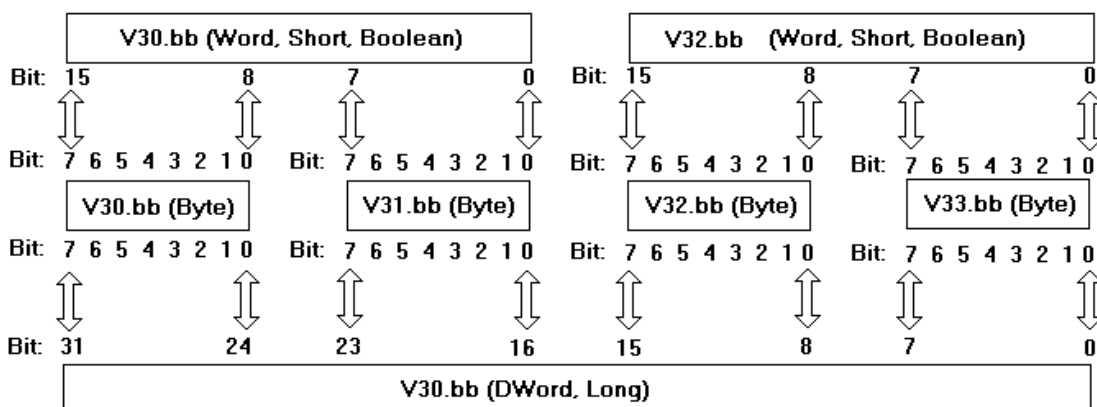 V30.bb (Word, Short, Boolean) V32.bb (Word, Short, Boolean)
Bit: 15 8 7 0 Bit: 15 8 7 0
Bit: 7 6 5 4 3 2 1 0 Bit: 7 6 5 4 3 2 1 0 Bit: 7 6 5 4 3 2 1 0 Bit: 7 6 5 4 3 2 1 0
V30.bb (Byte) V31.bb (Byte) V32.bb (Byte) V33.bb (Byte)
Bit: 7 6 5 4 3 2 1 0 Bit: 7 6 5 4 3 2 1 0 Bit: 7 6 5 4 3 2 1 0 Bit: 7 6 5 4 3 2 1 0
Bit: 31 24 23 16 15 8 7 0
V30.bb (DWord, Long)